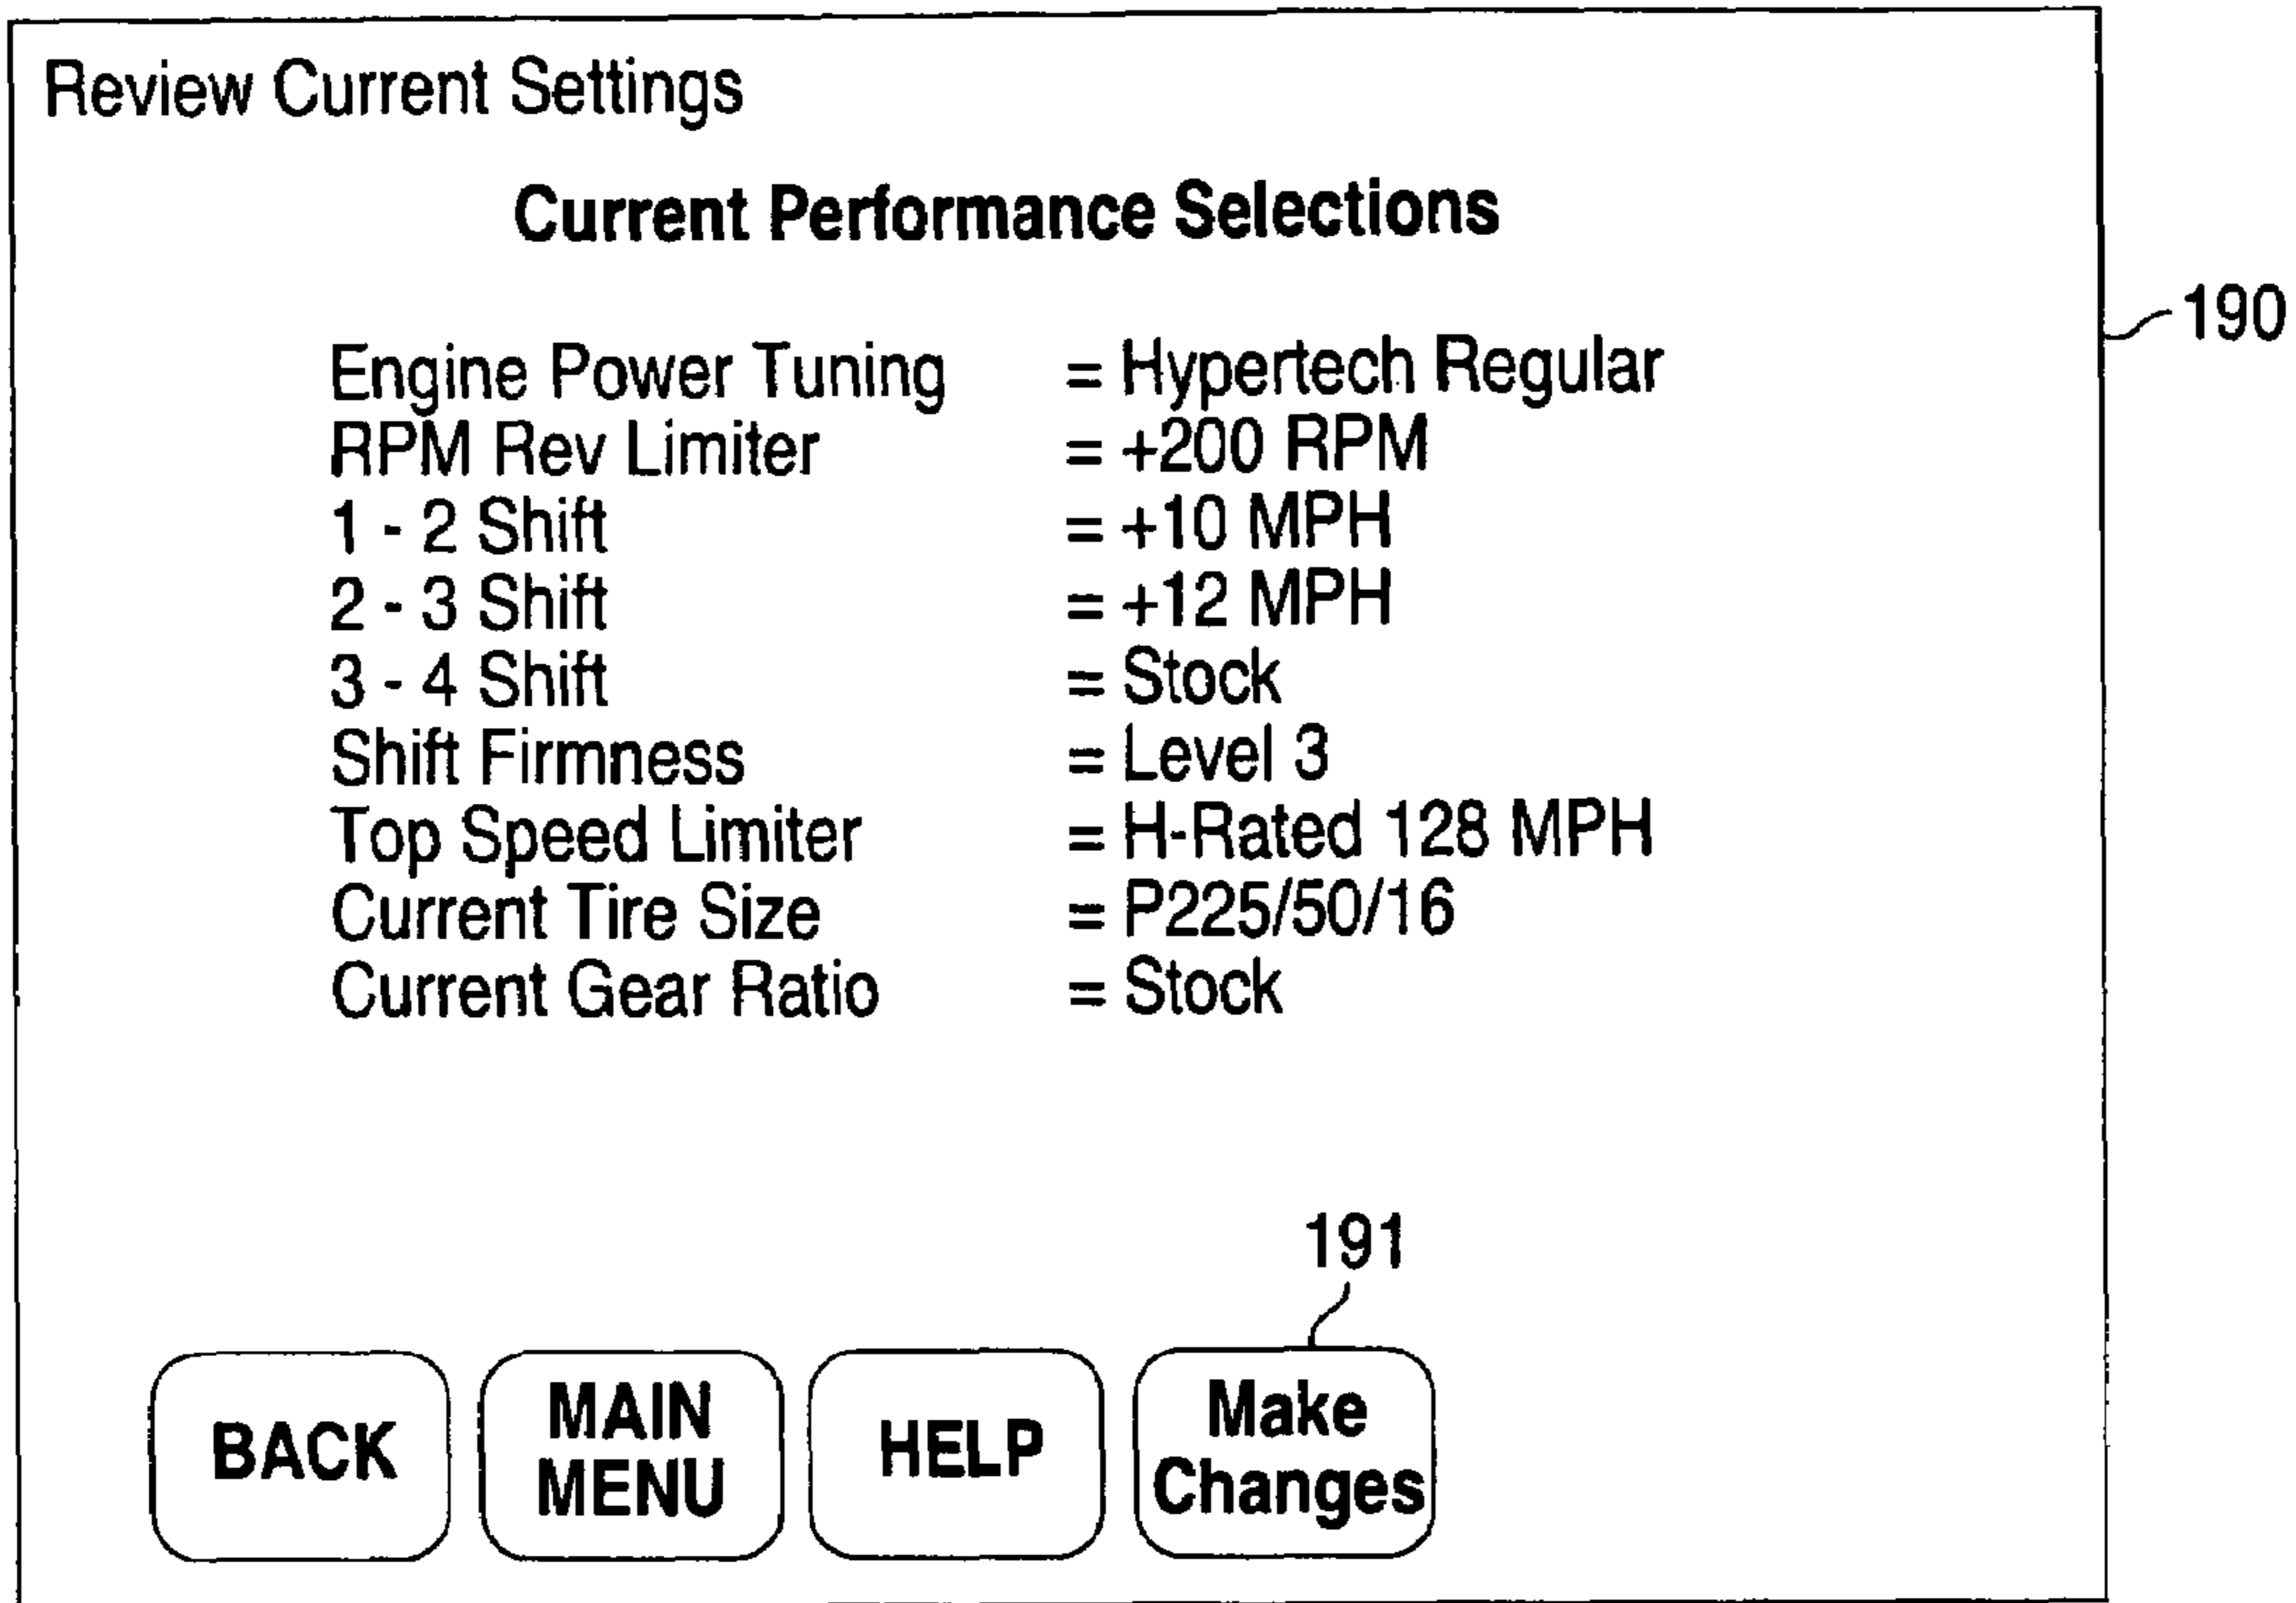 Review Current Settings
Current Performance Selections
190
Engine Power Tuning = Hypertech Regular
RPM Rev Limiter = +200 RPM
1 - 2 Shift = +10 MPH
2 - 3 Shift = +12 MPH
3 - 4 Shift = Stock
Shift Firmness = Level 3
Top Speed Limiter = H-Rated 128 MPH
Current Tire Size = P225/50/16
Current Gear Ratio = Stock
191
BACK
MAIN
MENU
HELP
Make
Changes